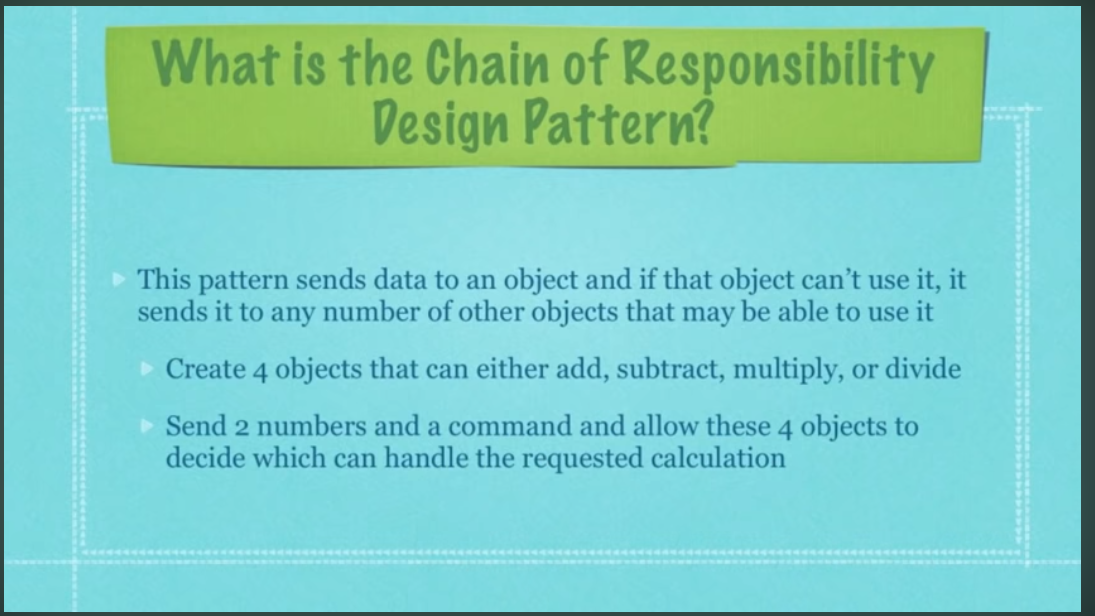 What is the Chain of Responsibility
Design Pattern?
This pattern sends data to an object and if that object can't use it, it
sends it to any number of other objects that may be able to use it
Create 4 objects that can either add, subtract, multiply, or divide
Send 2 numbers and a command and allow these 4 objects to
decide which can handle the requested calculation